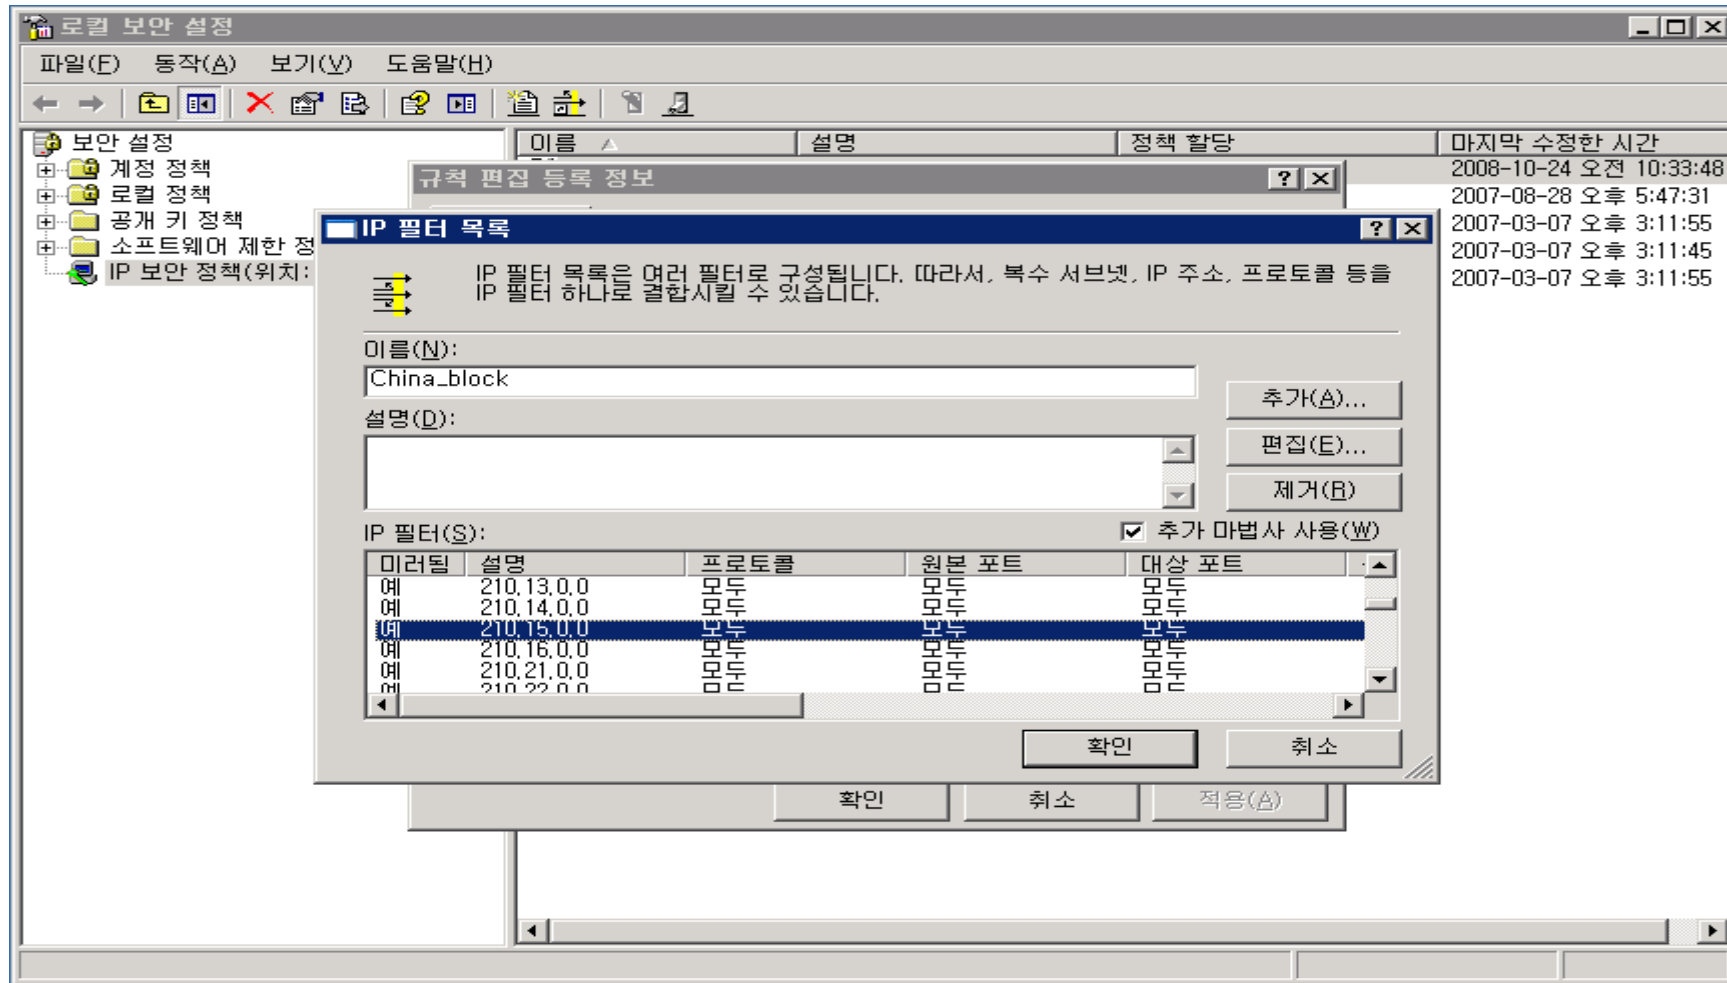 로컬 보안 설정
파일(F) 동작(A) 보기(V) 도움말(H)
보안 설정
계정 정책
로컬 정책
공개 키 정책
소프트웨어 제한 정
IP 보안 정책(위치:
이름 설명 정책 할당 마지막 수정한 시간
2008-10-24 오전 10:33:48
2007-08-28 오후 5:47:31
2007-03-07 오후 3:11:55
2007-03-07 오후 3:11:45
2007-03-07 오후 3:11:55
규칙 편집 등록 정보
IP 필터 목록
IP 필터 목록은 여러 필터로 구성됩니다. 따라서, 복수 서브넷, IP 주소, 프로토콜 등을
IP 필터 하나로 결합시킬 수 있습니다.
이름(N):
China_block
추가(A)...
설명(D):
편집(E)...
제거(R)
IP 필터(S):
추가 마법사 사용(W)
미러됨 설명 프로토콜 원본 포트 대상 포트
예 210.13.0.0 모두 모두 모두
예 210.14.0.0 모두 모두 모두
예 210.15.0.0 모두 모두 모두
예 210.16.0.0 모두 모두 모두
예 210.21.0.0 모두 모두 모두
예 210.22.0.0 모두 모두 모두
확인 취소
확인 취소 적용(A)